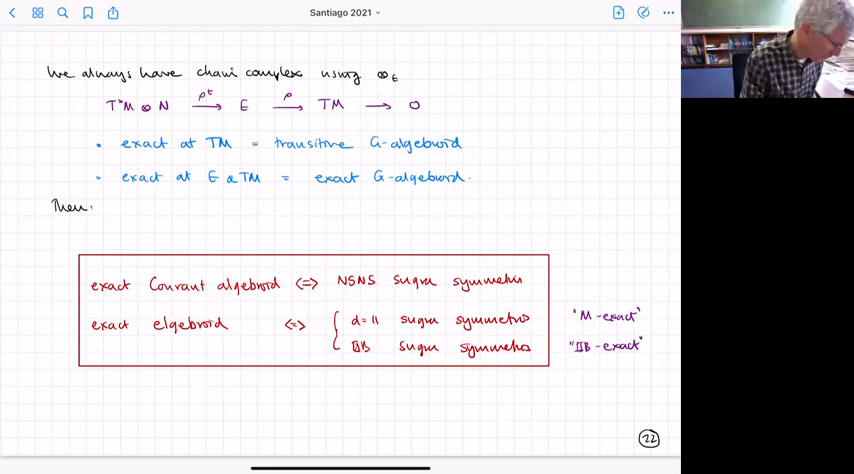 Santiago 2021
We always have chain complex using ⊗E
T*M ⊗ N —ρᵗ→ E —ρ→ TM → 0
• exact at TM = transitive G-algebroid
• exact at E & TM = exact G-algebroid.
Then:
exact Courant algebroid <=> NSNS sugra symmetries
exact elgebroid <=> { d=11 sugra symmetries
IIB sugra symmetries
"M-exact"
"IIB-exact"
22